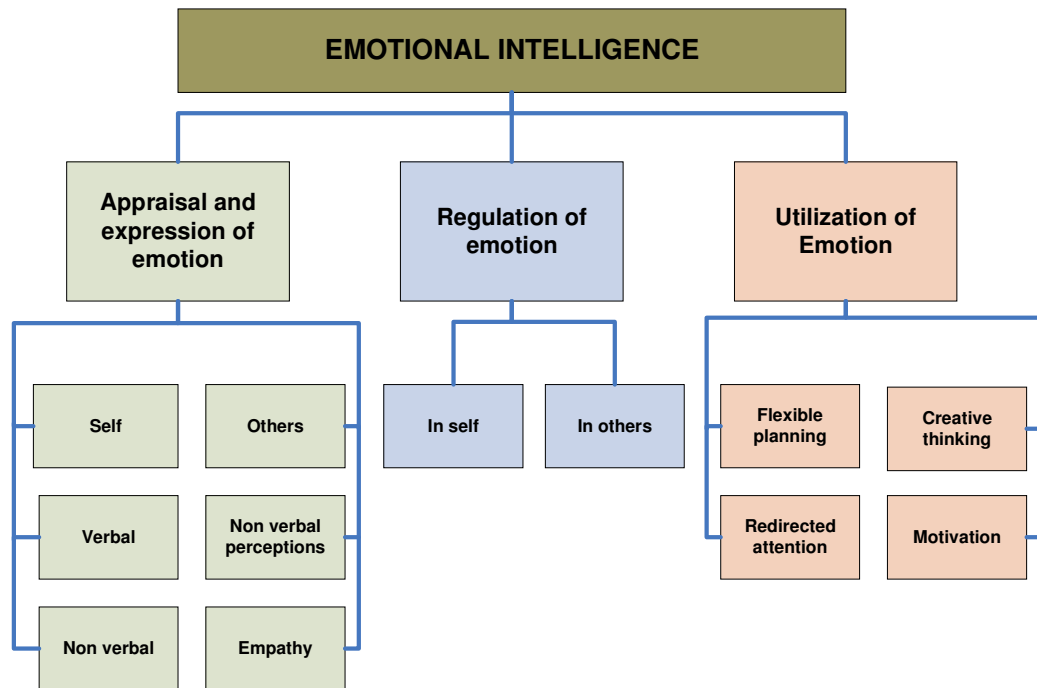 EMOTIONAL INTELLIGENCE
Appraisal and
expression of
emotion
Regulation of
emotion
Utilization of
Emotion
Self
Others
In self
In others
Flexible
planning
Creative
thinking
Verbal
Non verbal
perceptions
Redirected
attention
Motivation
Non verbal
Empathy